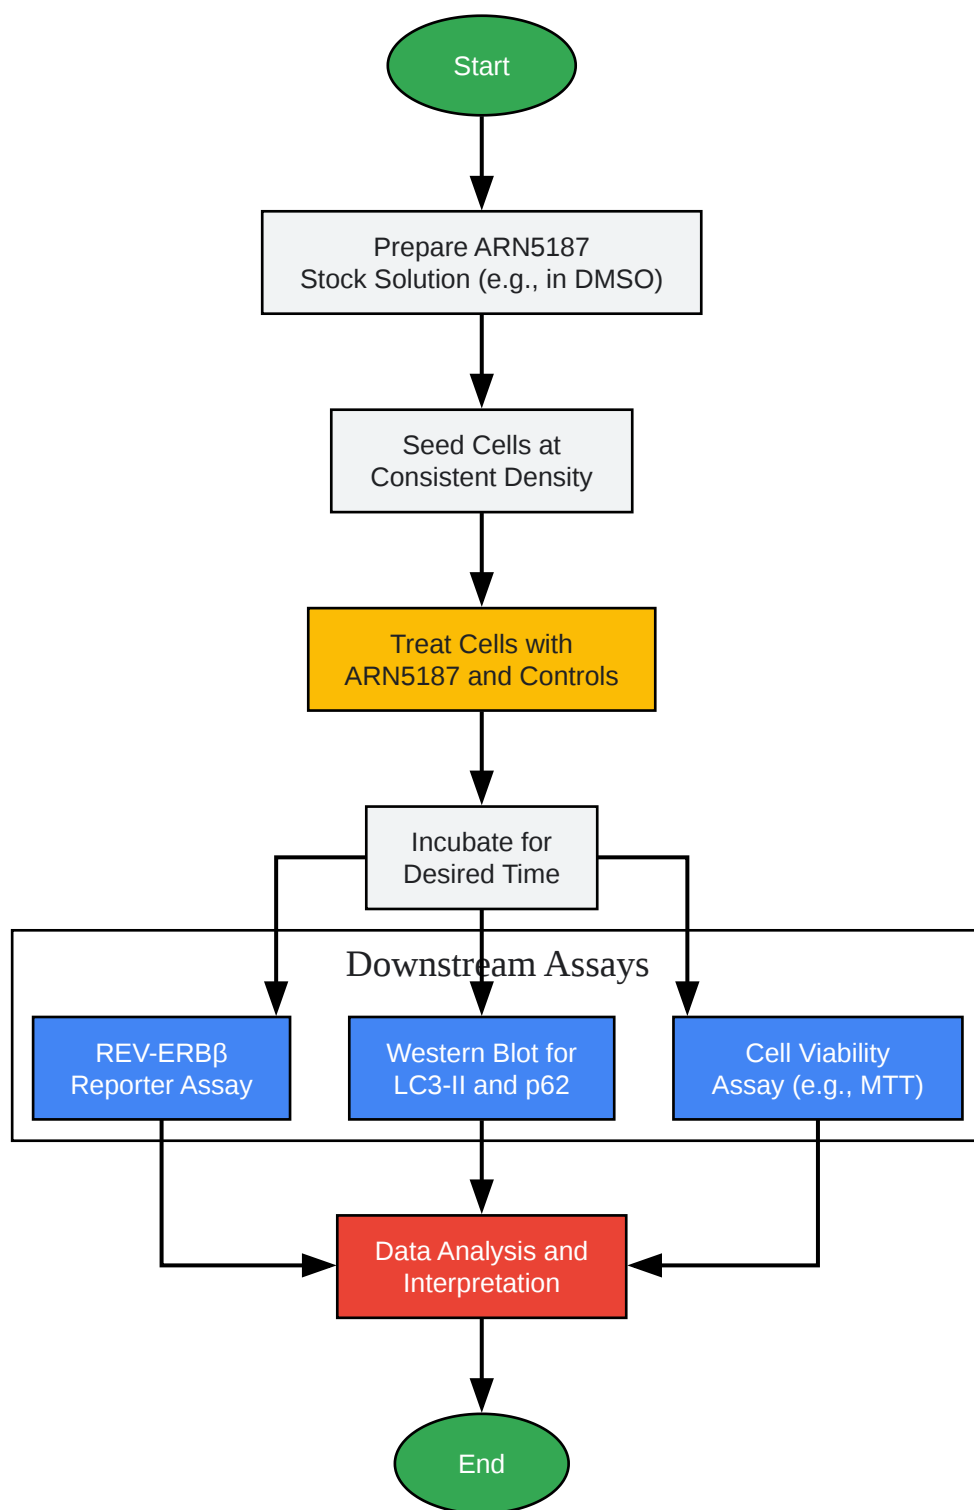 Start
Prepare ARN5187
Stock Solution (e.g., in DMSO)
Seed Cells at
Consistent Density
Treat Cells with
ARN5187 and Controls
Incubate for
Desired Time
Downstream Assays
REV-ERBβ
Reporter Assay
Western Blot for
LC3-II and p62
Cell Viability
Assay (e.g., MTT)
Data Analysis and
Interpretation
End